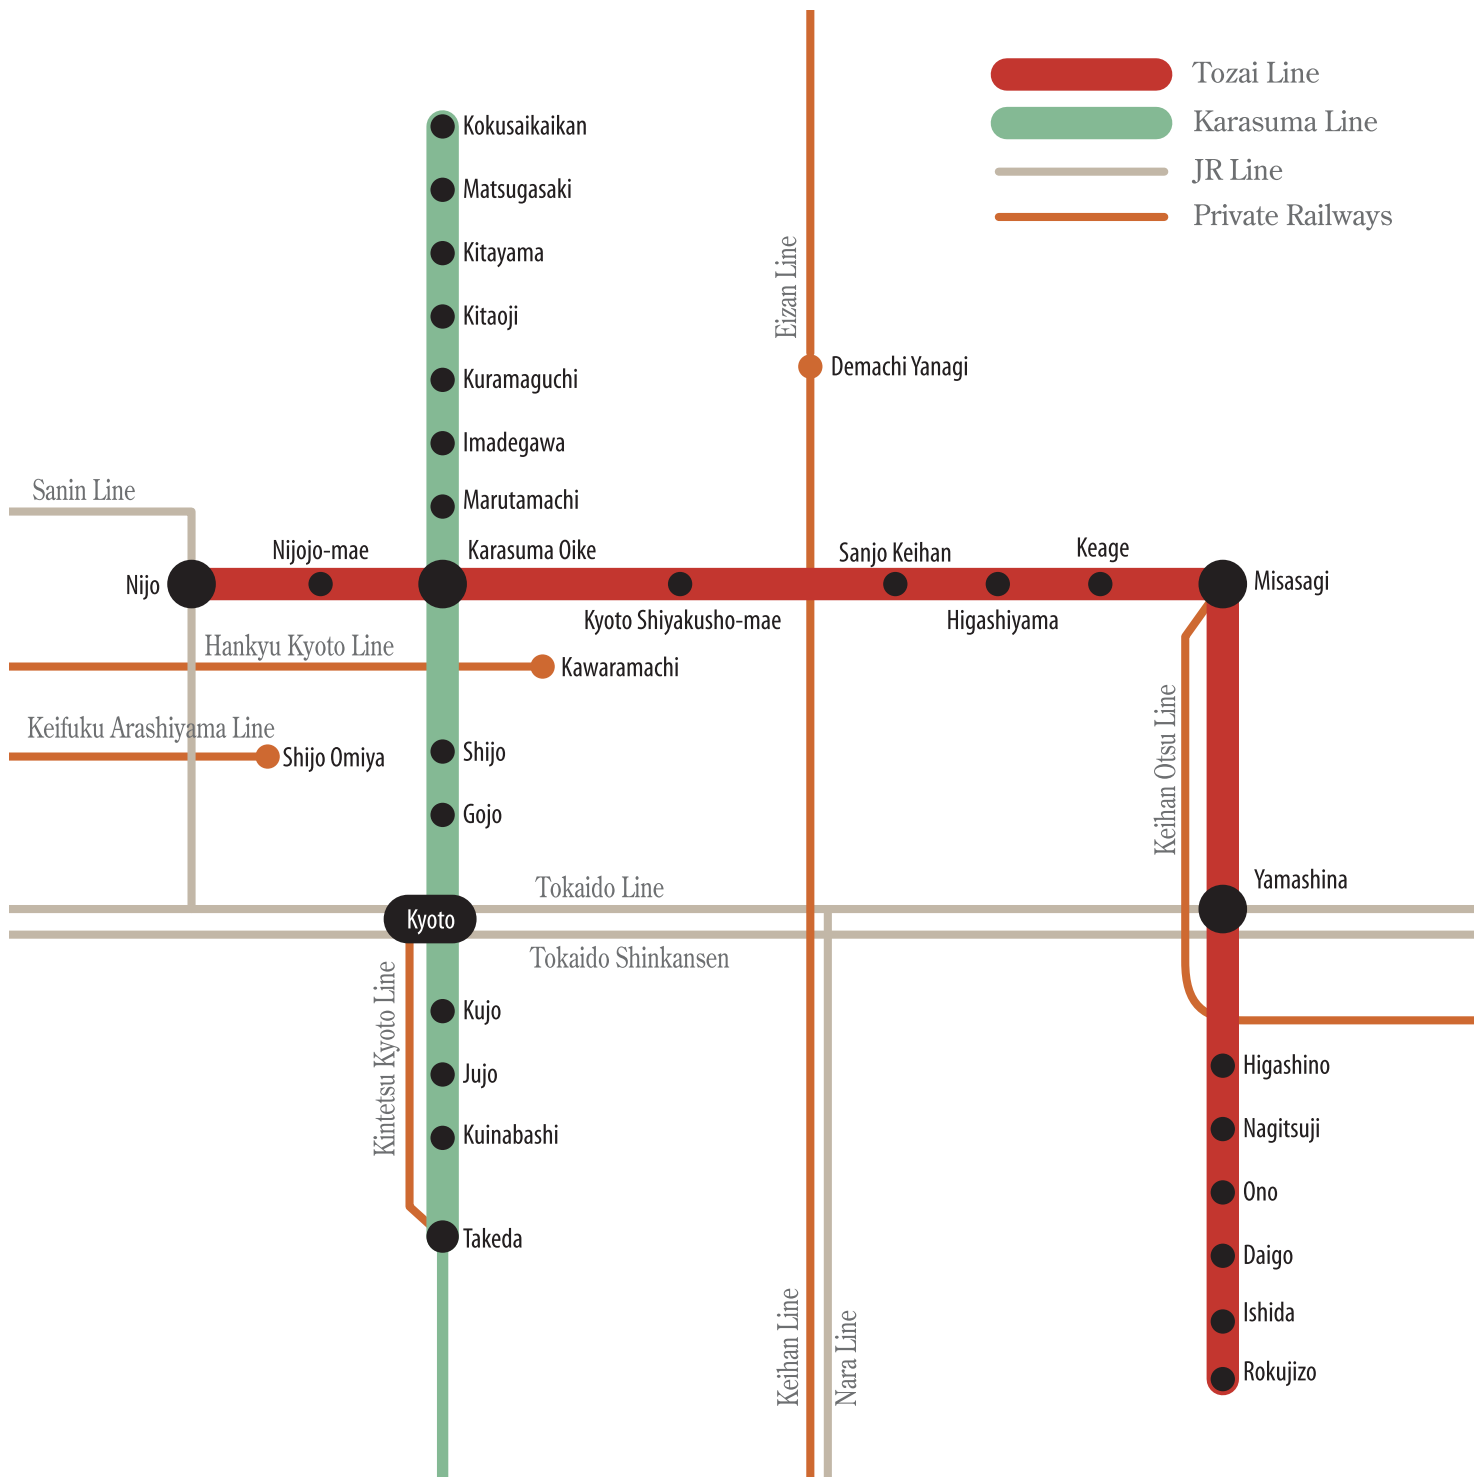 Tozai Line
Karasuma Line
JR Line
Private Railways
Kokusaikaikan
Matsugasaki
Kitayama
Kitaoji
Kuramaguchi
Imadegawa
Marutamachi
Eizan Line
Demachi Yanagi
Sanin Line
Nijo
Nijojo-mae
Karasuma Oike
Kyoto Shiyakusho-mae
Sanjo Keihan
Higashiyama
Keage
Misasagi
Hankyu Kyoto Line
Kawaramachi
Keifuku Arashiyama Line
Shijo Omiya
Shijo
Gojo
Keihan Otsu Line
Yamashina
Tokaido Line
Kyoto
Tokaido Shinkansen
Kintetsu Kyoto Line
Kujo
Jujo
Kuinabashi
Takeda
Higashino
Nagitsuji
Ono
Daigo
Ishida
Rokujizo
Keihan Line
Nara Line